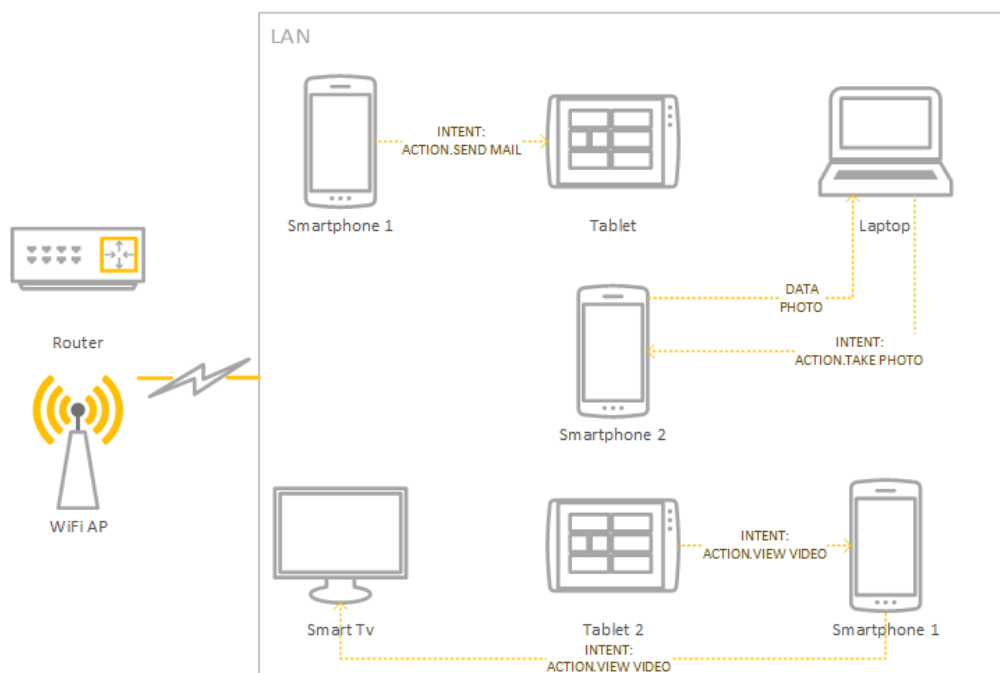 LAN
INTENT:
ACTION.SEND MAIL
Smartphone 1
Tablet
Laptop
DATA
PHOTO
INTENT:
ACTION.TAKE PHOTO
Smartphone 2
Router
WiFi AP
INTENT:
ACTION.VIEW VIDEO
Smart Tv
Tablet 2
Smartphone 1
INTENT:
ACTION.VIEW VIDEO